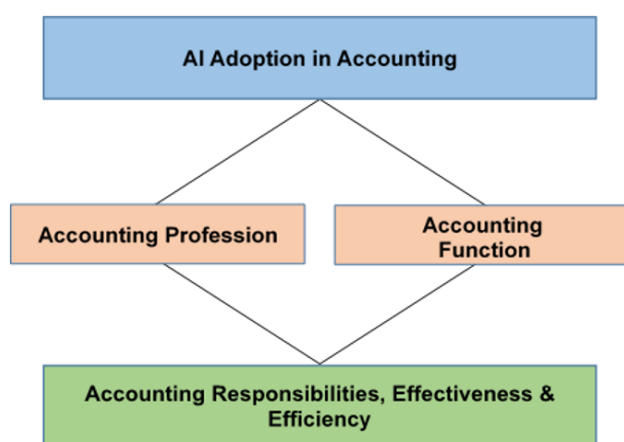 AI Adoption in Accounting
Accounting Profession
Accounting
Function
Accounting Responsibilities, Effectiveness &
Efficiency